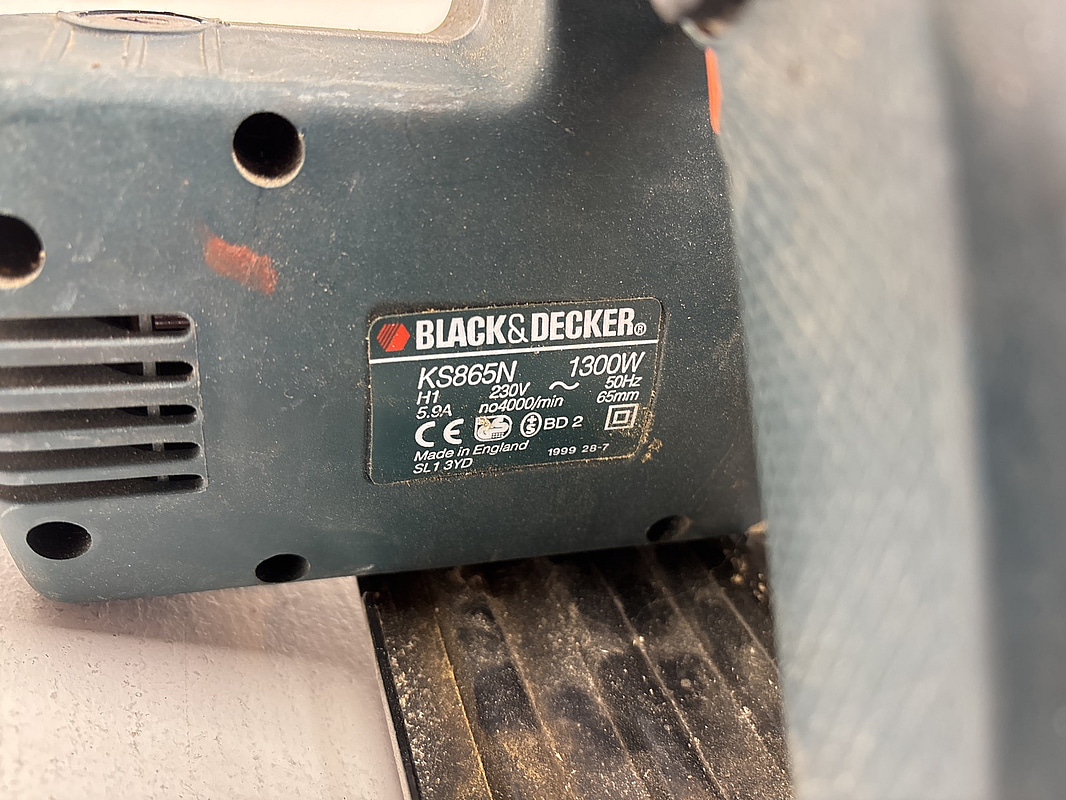 BLACK&DECKER®
KS865N 1300W
H1 230V ~ 50Hz
5.9A no4000/min 65mm
CE BD 2
Made in England 1999 28-7
SL1 3YD